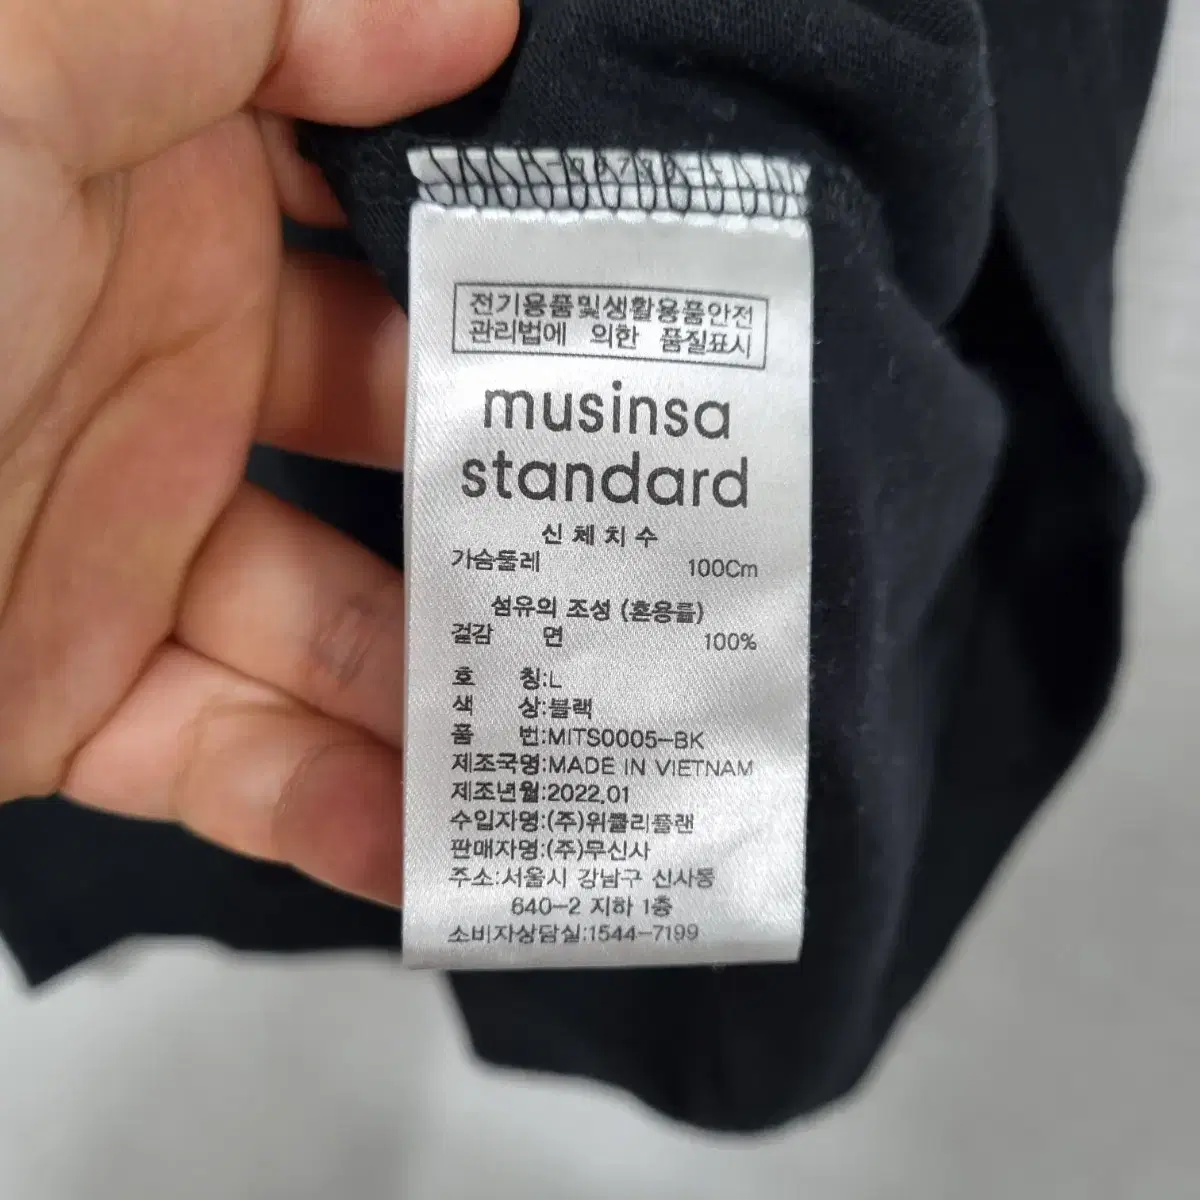 전기용품및생활용품안전
관리법에 의한 품질표시
musinsa
standard
신체치수
가슴둘레 100Cm
섬유의 조성 (혼용률)
겉감 면 100%
호 칭:L
색 상:블랙
품 번:MITS0005-BK
제조국명:MADE IN VIETNAM
제조년월:2022.01
수입자명:(주)위클리플랜
판매자명:(주)무신사
주소:서울시 강남구 신사동
640-2 지하 1층
소비자상담실:1544-7199